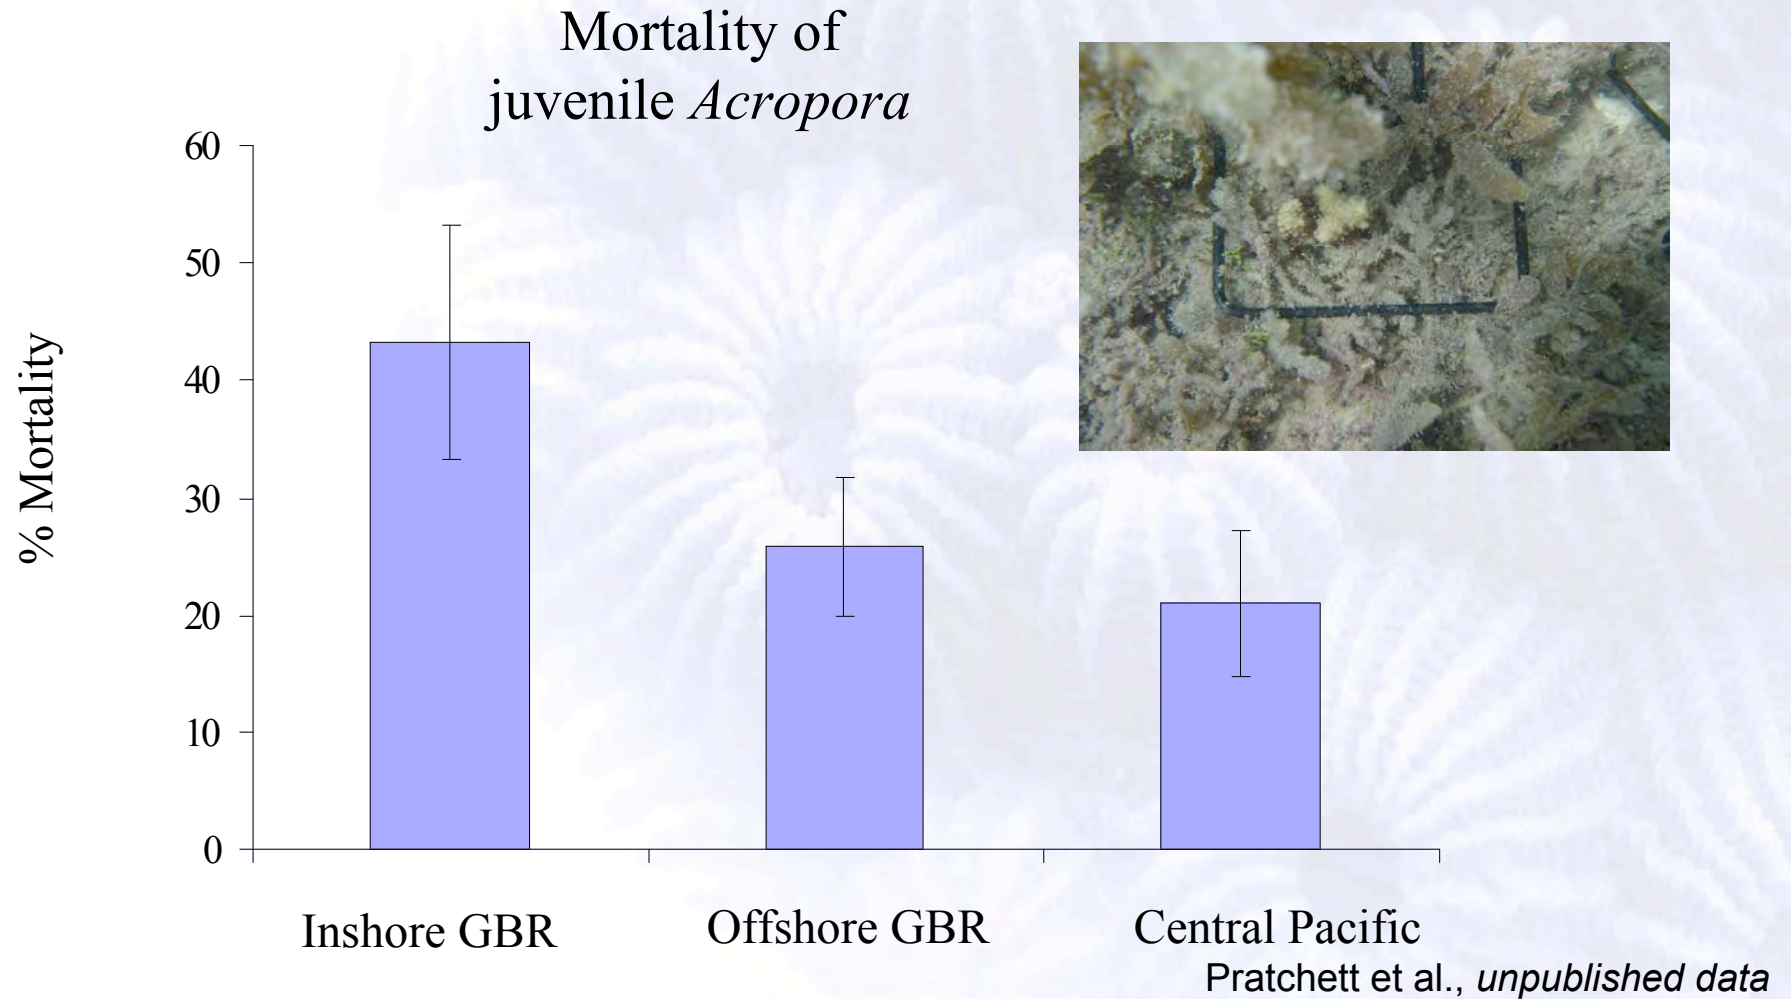 Mortality of
juvenile Acropora
60
50
40
30
20
10
0
% Mortality
Inshore GBR
Offshore GBR
Central Pacific
Pratchett et al., unpublished data